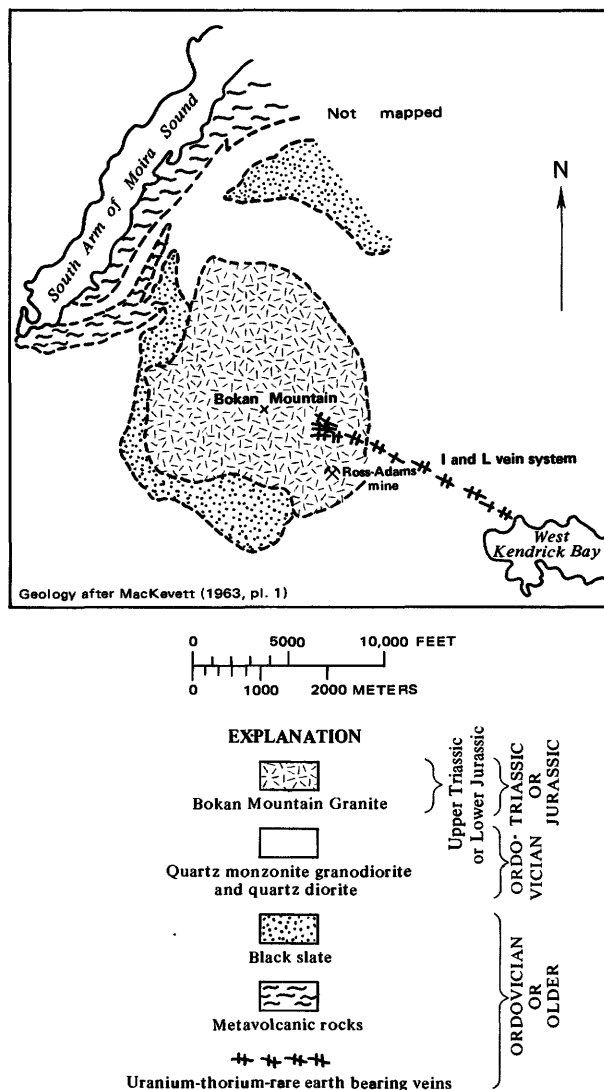 Not mapped
South Arm of Moira Sound
N
Bokan Mountain
I and L vein system
Ross-Adams
mine
West
Kendrick Bay
Geology after MacKevett (1963, pl. 1)
0 5000 10,000 FEET
0 1000 2000 METERS
EXPLANATION
Bokan Mountain Granite
Upper Triassic
or Lower Jurassic
TRIASSIC
OR
JURASSIC
Quartz monzonite granodiorite
and quartz diorite
ORDO-
VICIAN
Black slate
Metavolcanic rocks
ORDOVICIAN
OR
OLDER
Uranium-thorium-rare earth bearing veins